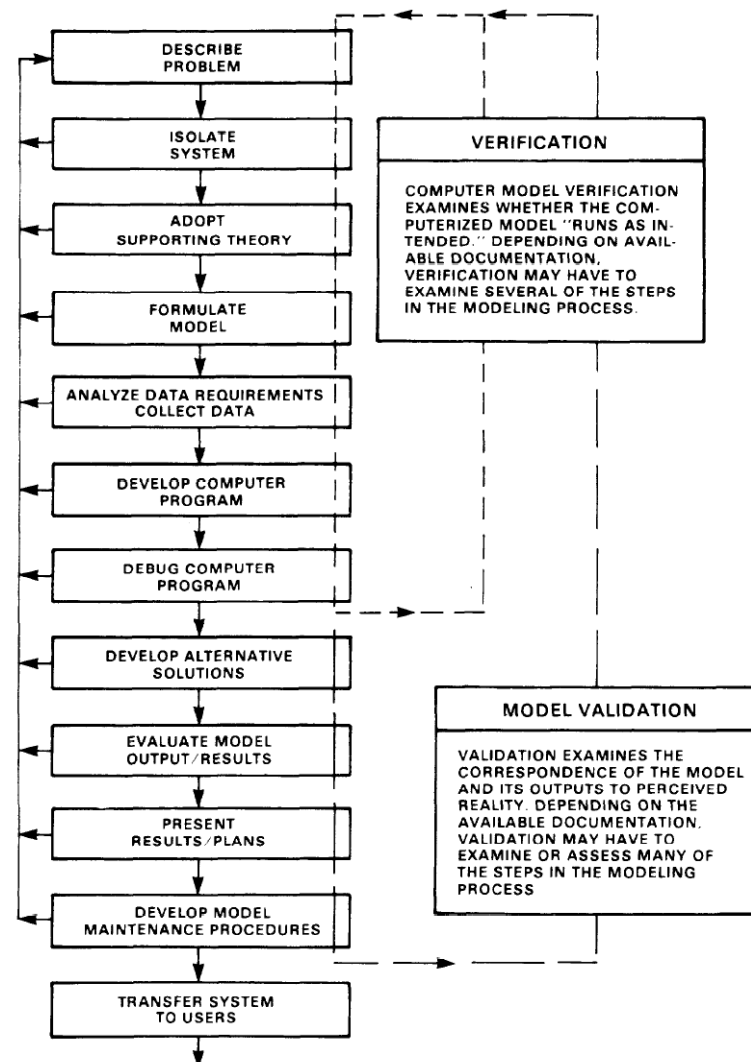 DESCRIBE
PROBLEM
ISOLATE
SYSTEM
ADOPT
SUPPORTING THEORY
FORMULATE
MODEL
ANALYZE DATA REQUIREMENTS
COLLECT DATA
DEVELOP COMPUTER
PROGRAM
DEBUG COMPUTER
PROGRAM
DEVELOP ALTERNATIVE
SOLUTIONS
EVALUATE MODEL
OUTPUT/RESULTS
PRESENT
RESULTS/PLANS
DEVELOP MODEL
MAINTENANCE PROCEDURES
TRANSFER SYSTEM
TO USERS
VERIFICATION
COMPUTER MODEL VERIFICATION
EXAMINES WHETHER THE COM-
PUTERIZED MODEL "RUNS AS IN-
TENDED." DEPENDING ON AVAIL-
ABLE DOCUMENTATION,
VERIFICATION MAY HAVE TO
EXAMINE SEVERAL OF THE STEPS
IN THE MODELING PROCESS.
MODEL VALIDATION
VALIDATION EXAMINES THE
CORRESPONDENCE OF THE MODEL
AND ITS OUTPUTS TO PERCEIVED
REALITY. DEPENDING ON THE
AVAILABLE DOCUMENTATION,
VALIDATION MAY HAVE TO
EXAMINE OR ASSESS MANY OF
THE STEPS IN THE MODELING
PROCESS